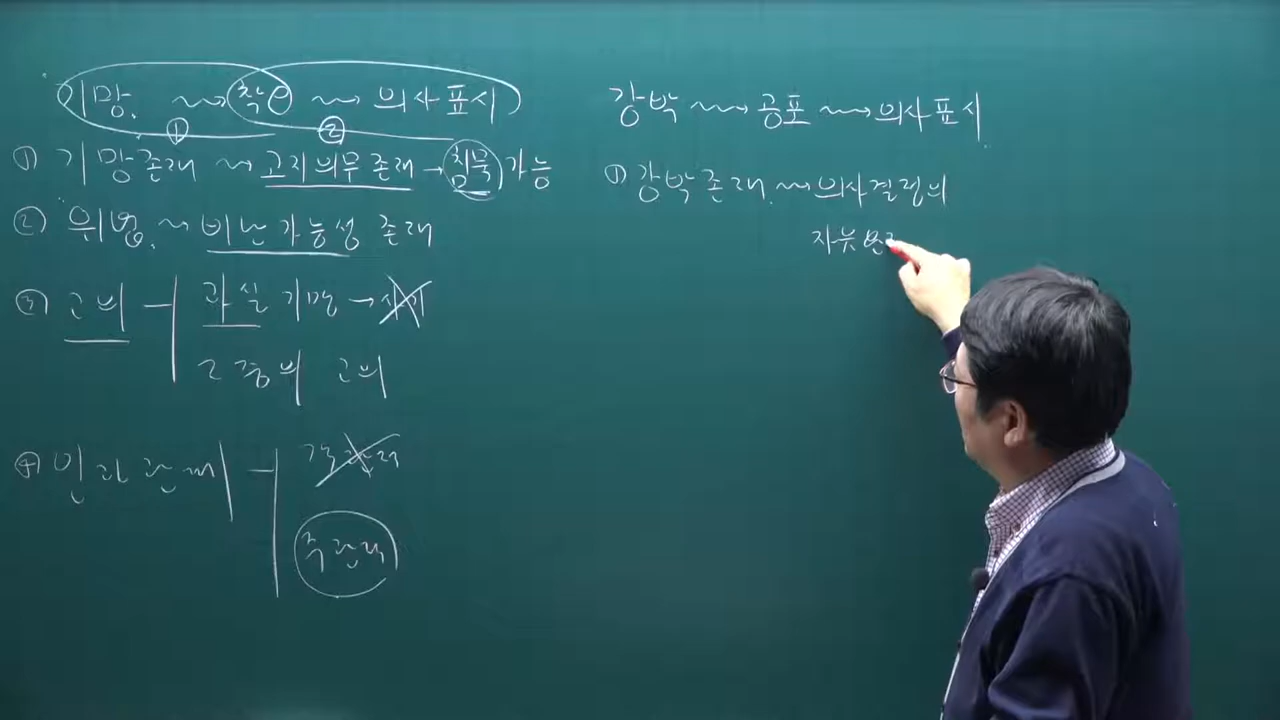 기망. ~→ 착오 ~→ 의사표시
① ②
① 기망존재 ~→ 고지의무 존재 → 침묵 가능
② 위법. ~ 비난가능성 존재
③ 고의 과실 기망 → 사기
2중의 고의
④ 인과관계 객관적
주관적
강박 ~→ 공포 ~→ 의사표시
① 강박존재. ~→ 의사결정의
자유